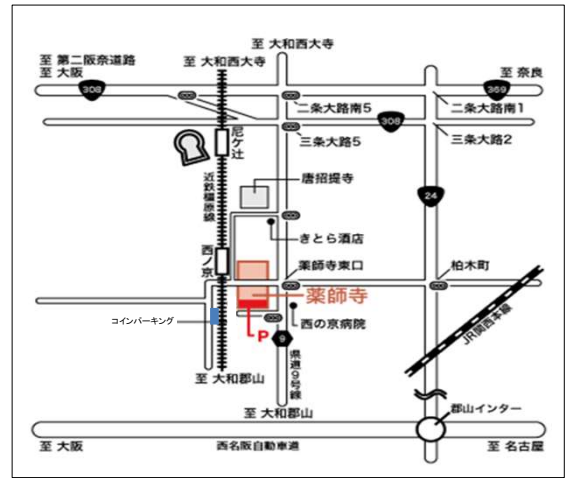 至 大和西大寺
至 第二阪奈道路
至 大阪
至 大和西大寺
至 奈良
308
369
二条大路南5
二条大路南1
308
三条大路5
三条大路2
尼ケ辻
近鉄橿原線
唐招提寺
24
きとら酒店
西ノ京
薬師寺東口
柏木町
薬師寺
コインパーキング
P
西の京病院
JR関西本線
9
県道9号線
至 大和郡山
至 大和郡山
郡山インター
至 大阪
西名阪自動車道
至 名古屋